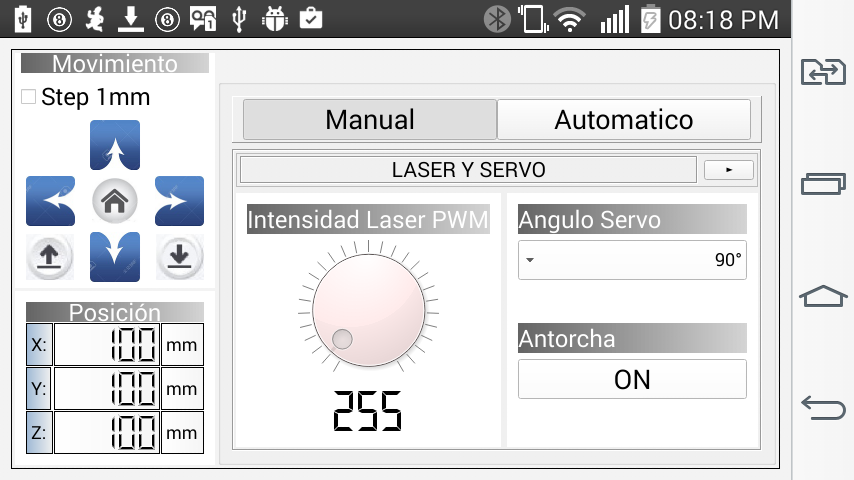 08:18 PM
Movimiento
Step 1mm
Posición
X: 100 mm
Y: 100 mm
Z: 100 mm
Manual Automatico
LASER Y SERVO
Intensidad Laser PWM
255
Angulo Servo
90°
Antorcha
ON